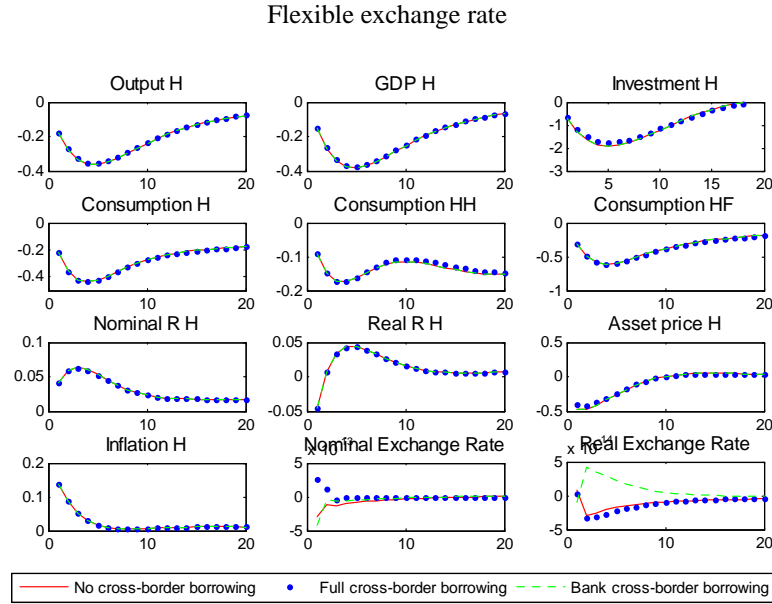 Flexible exchange rate
Output H
GDP H
Investment H
0
-0.2
-0.4
0 10 20
0
-0.2
-0.4
0 10 20
0
-1
-2
-3
5 10 15 20
Consumption H
Consumption HH
Consumption HF
0
-0.2
-0.4
0 10 20
0
-0.1
-0.2
0 10 20
0
-0.5
-1
0 10 20
Nominal R H
Real R H
Asset price H
0.1
0.05
0
0 10 20
0.05
0
-0.05
0 10 20
0.5
0
-0.5
0 10 20
Inflation H
Nominal Exchange Rate
Real Exchange Rate
0.2
0.1
0
0 10 20
x 10
5
0
-5
0 10 20
x 10^-14
5
0
-5
0 10 20
No cross-border borrowing
Full cross-border borrowing
Bank cross-border borrowing